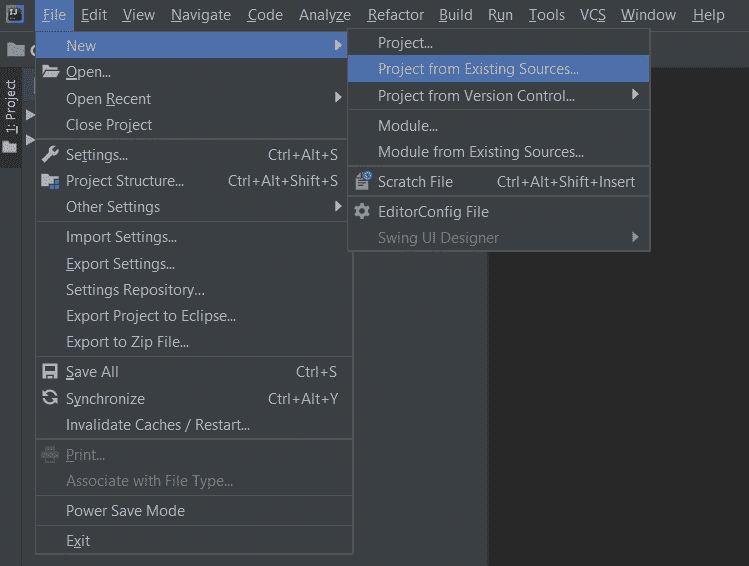 File Edit View Navigate Code Analyze Refactor Build Run Tools VCS Window Help
1: Project
New
Open...
Open Recent
Close Project
Settings... Ctrl+Alt+S
Project Structure... Ctrl+Alt+Shift+S
Other Settings
Import Settings...
Export Settings...
Settings Repository...
Export Project to Eclipse...
Export to Zip File...
Save All Ctrl+S
Synchronize Ctrl+Alt+Y
Invalidate Caches / Restart...
Print...
Associate with File Type...
Power Save Mode
Exit
Project...
Project from Existing Sources...
Project from Version Control...
Module...
Module from Existing Sources...
Scratch File Ctrl+Alt+Shift+Insert
EditorConfig File
Swing UI Designer